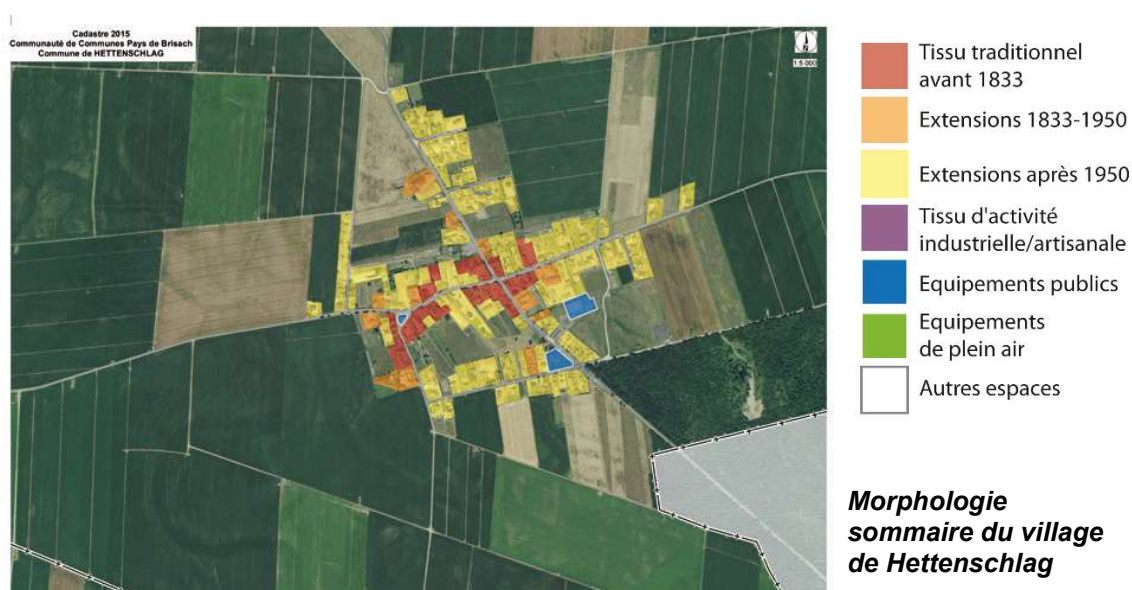 Cadastre 2015
Communauté de Communes Pays de Brisach
Commune de HETTENSCHLAG
N
1:5 000
Tissu traditionnel
avant 1833
Extensions 1833-1950
Extensions après 1950
Tissu d'activité
industrielle/artisanale
Equipements publics
Equipements
de plein air
Autres espaces
Morphologie
sommaire du village
de Hettenschlag